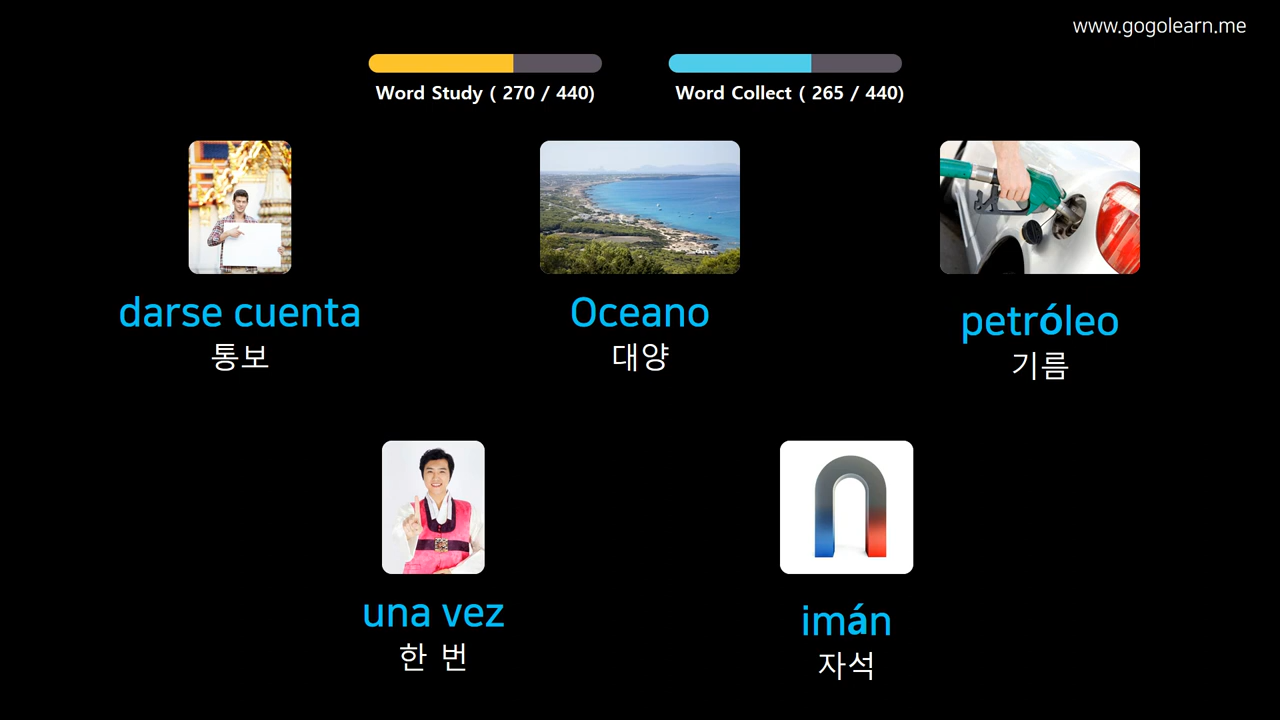 www.gogolearn.me
Word Study ( 270 / 440)
Word Collect ( 265 / 440)
darse cuenta
통보
Oceano
대양
petróleo
기름
una vez
한 번
imán
자석